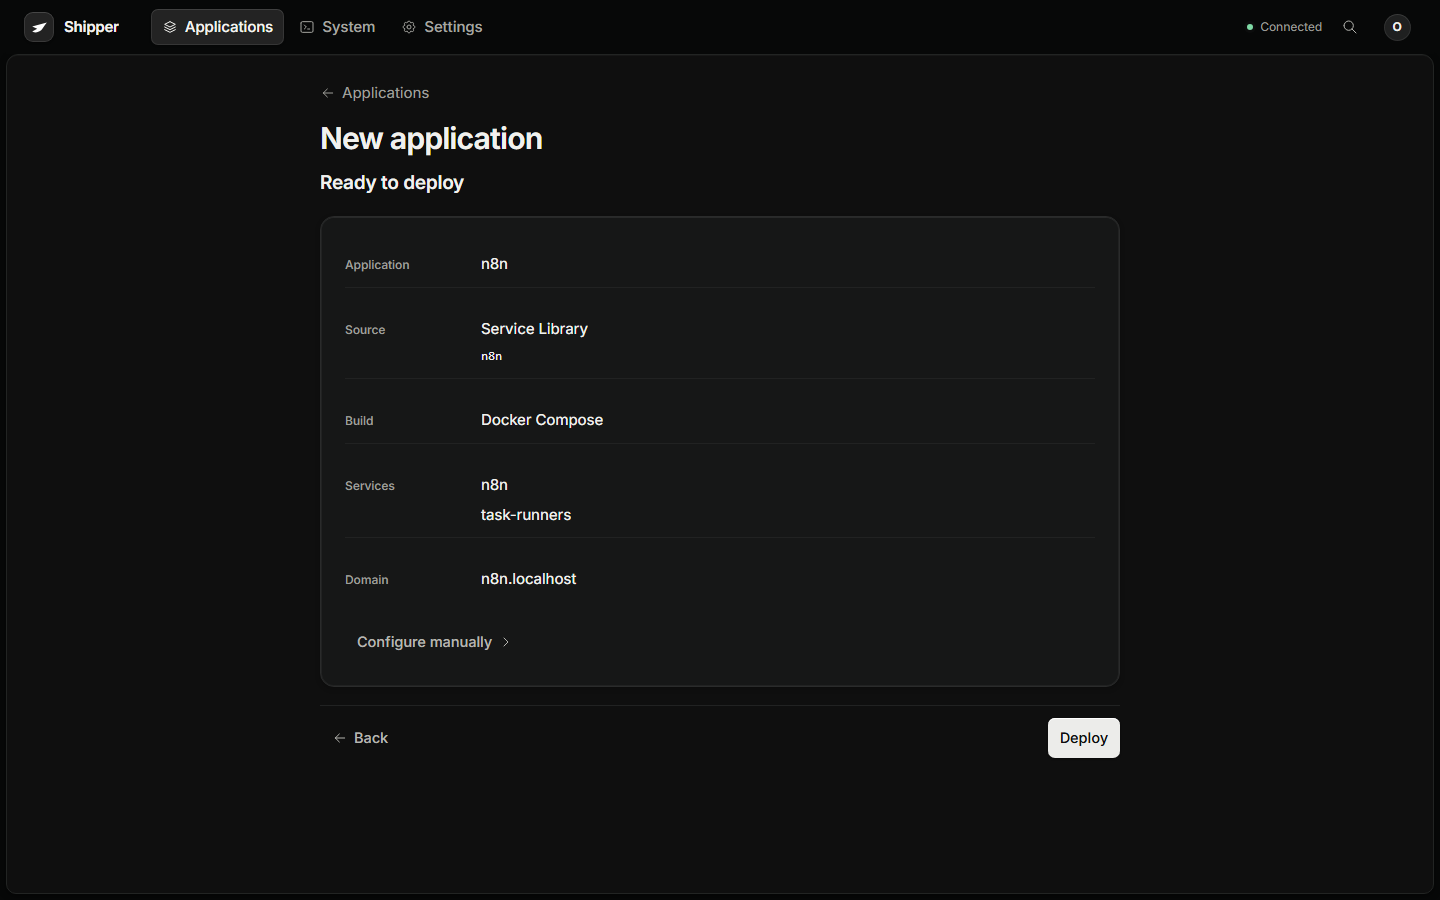 Shipper
Applications
System
Settings
Connected
O
Applications
New application
Ready to deploy
Application
n8n
Source
Service Library
n8n
Build
Docker Compose
Services
n8n
task-runners
Domain
n8n.localhost
Configure manually
Back
Deploy